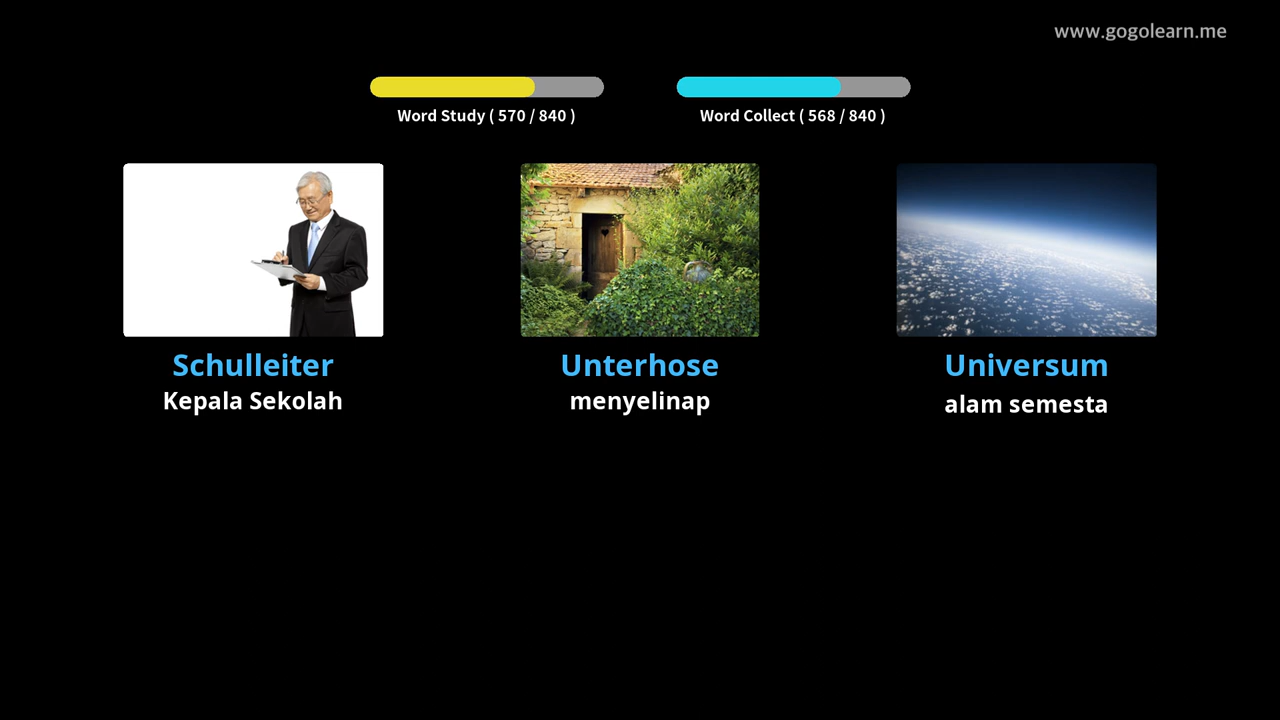 www.gogolearn.me
Word Study ( 570 / 840 )
Word Collect ( 568 / 840 )
Schulleiter
Kepala Sekolah
Unterhose
menyelinap
Universum
alam semesta